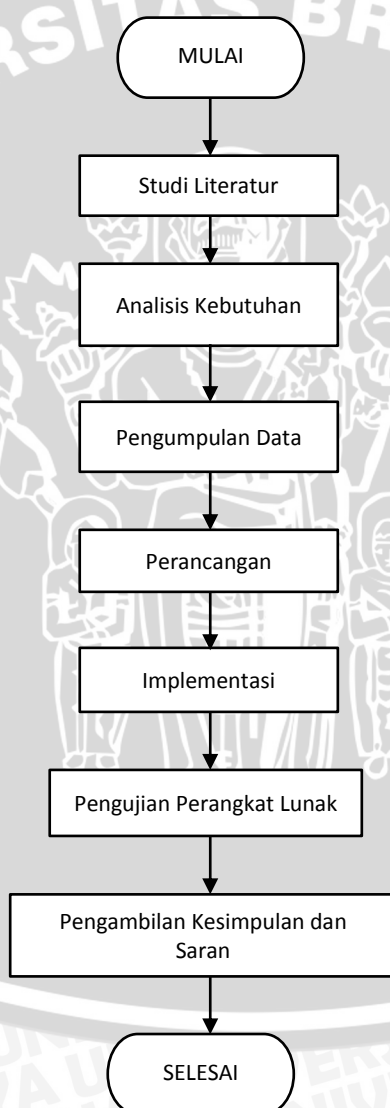 MULAI
Studi Literatur
Analisis Kebutuhan
Pengumpulan Data
Perancangan
Implementasi
Pengujian Perangkat Lunak
Pengambilan Kesimpulan dan
Saran
SELESAI